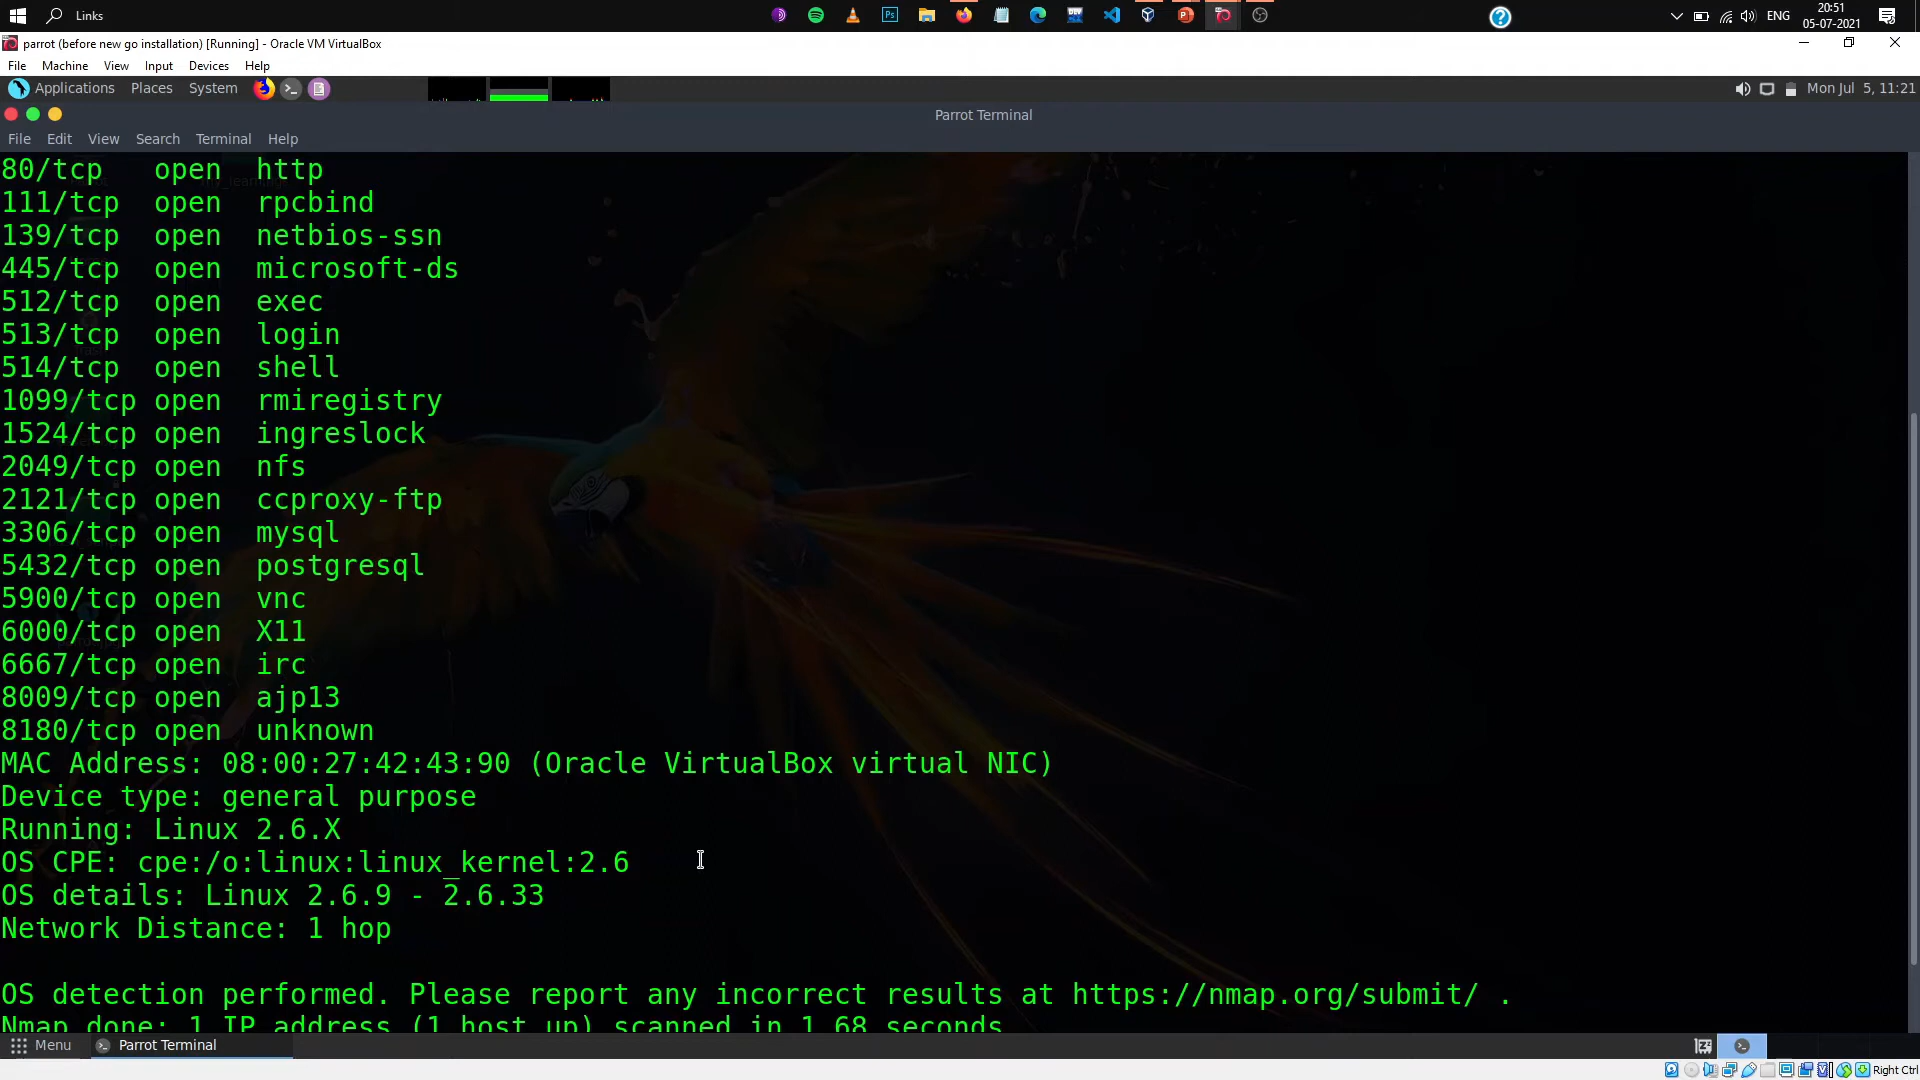 Links
ENG
20:51
05-07-2021
parrot (before new go installation) [Running] - Oracle VM VirtualBox
File Machine View Input Devices Help
Applications Places System
Mon Jul 5, 11:21
Parrot Terminal
File Edit View Search Terminal Help
80/tcp open http
111/tcp open rpcbind
139/tcp open netbios-ssn
445/tcp open microsoft-ds
512/tcp open exec
513/tcp open login
514/tcp open shell
1099/tcp open rmiregistry
1524/tcp open ingreslock
2049/tcp open nfs
2121/tcp open ccproxy-ftp
3306/tcp open mysql
5432/tcp open postgresql
5900/tcp open vnc
6000/tcp open X11
6667/tcp open irc
8009/tcp open ajp13
8180/tcp open unknown
MAC Address: 08:00:27:42:43:90 (Oracle VirtualBox virtual NIC)
Device type: general purpose
Running: Linux 2.6.X
OS CPE: cpe:/o:linux:linux_kernel:2.6
OS details: Linux 2.6.9 - 2.6.33
Network Distance: 1 hop
OS detection performed. Please report any incorrect results at https://nmap.org/submit/ .
Nmap done: 1 IP address (1 host up) scanned in 1.68 seconds
Menu Parrot Terminal
Right Ctrl